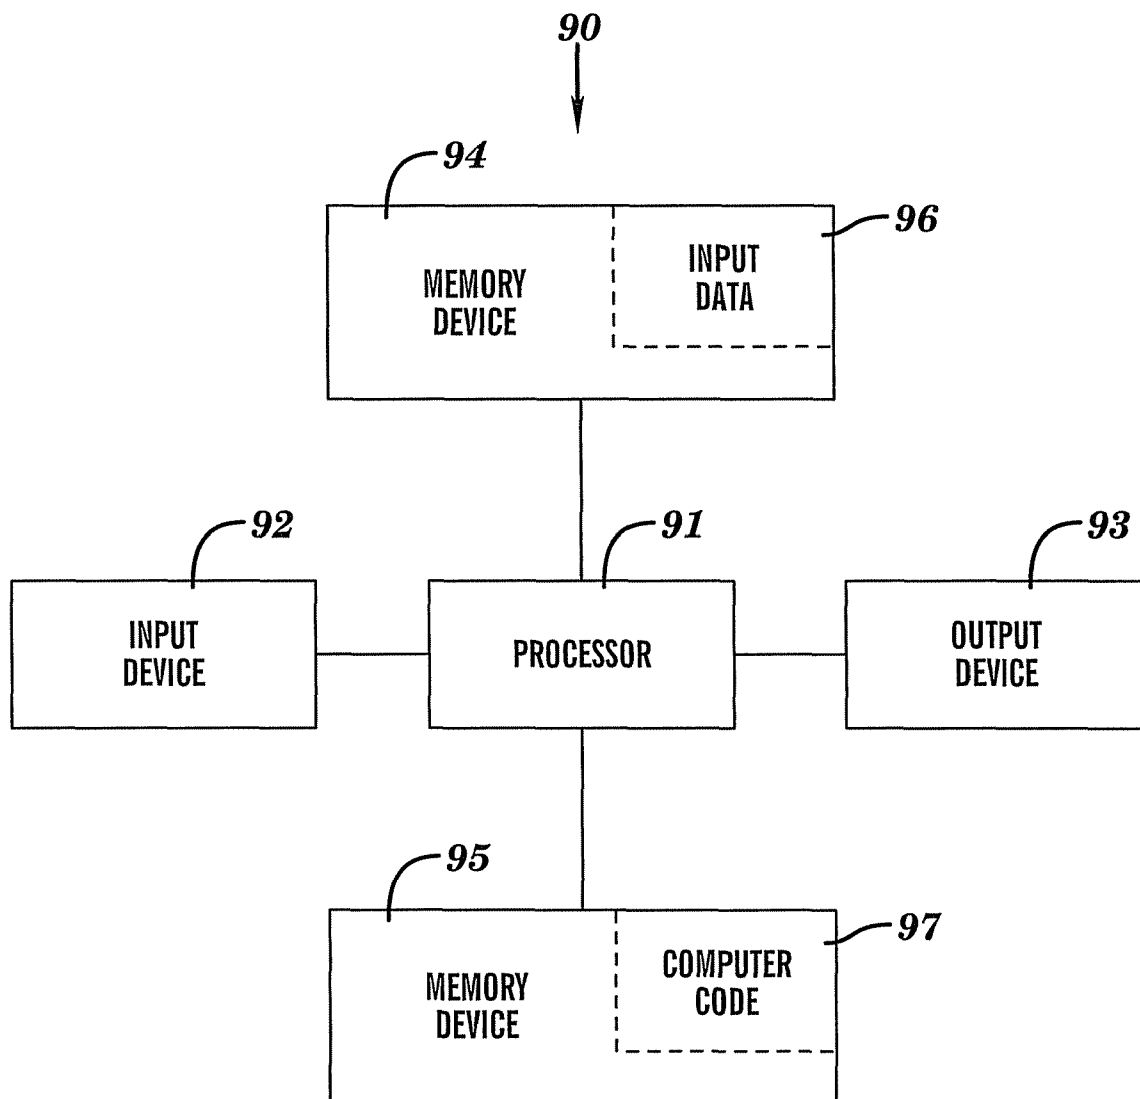 90
94
96
MEMORY
DEVICE
INPUT
DATA
92
91
93
INPUT
DEVICE
PROCESSOR
OUTPUT
DEVICE
95
97
MEMORY
DEVICE
COMPUTER
CODE